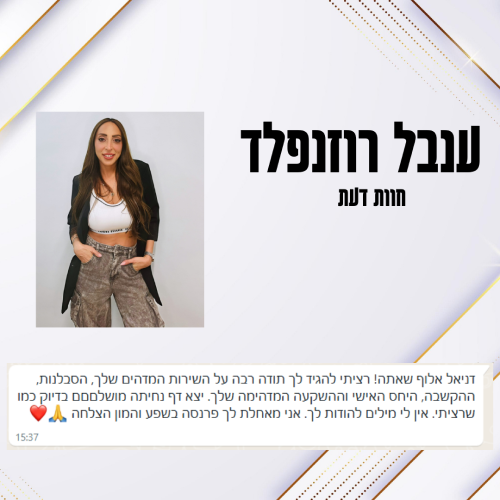 ענבל רוזנפלד
חוות דעת
דניאל אלוף שאתה! רציתי להגיד לך תודה רבה על השירות המדהים שלך, הסבלנות,
ההקשבה, היחס האישי וההשקעה המדהימה שלך. יצא דף נחיתה מושלםםם בדיוק כמו
שרציתי. אין לי מילים להודות לך. אני מאחלת לך פרנסה בשפע והמון הצלחה 🙏❤️
15:37